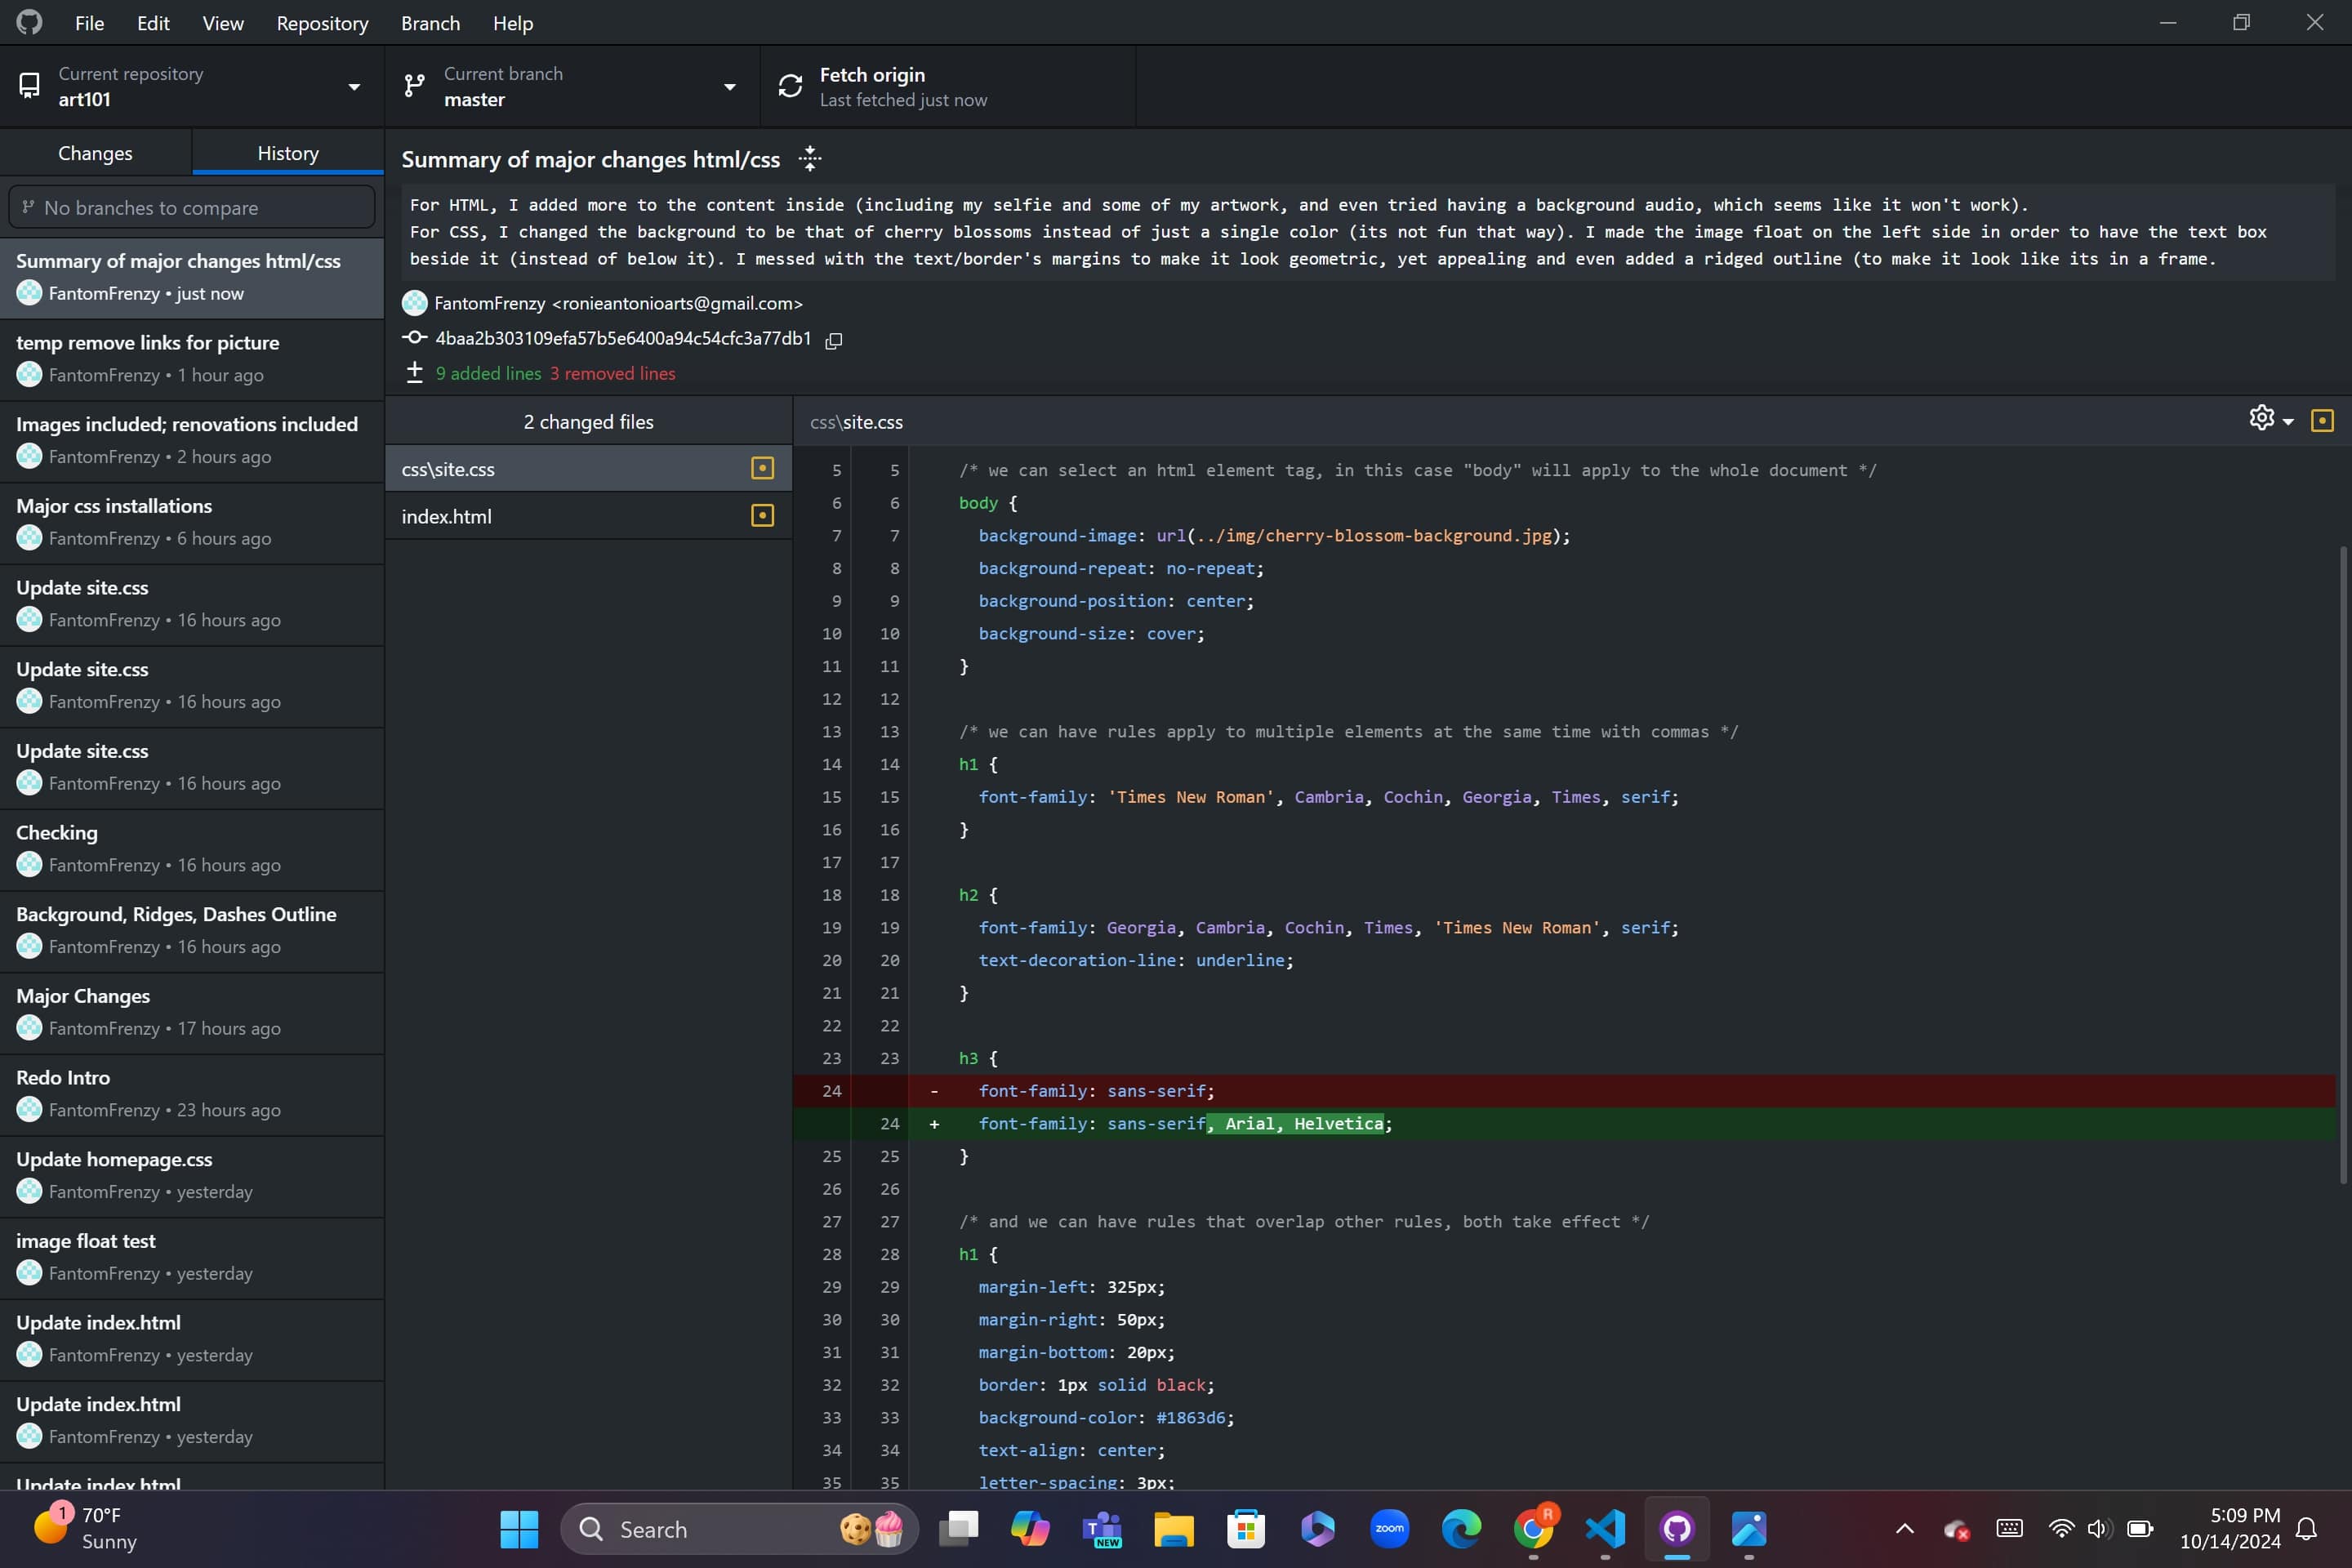 File Edit View Repository Branch Help
Current repository
art101
Current branch
master
Fetch origin
Last fetched just now
Changes
History
No branches to compare
Summary of major changes html/css
FantomFrenzy • just now
temp remove links for picture
FantomFrenzy • 1 hour ago
Images included; renovations included
FantomFrenzy • 2 hours ago
Major css installations
FantomFrenzy • 6 hours ago
Update site.css
FantomFrenzy • 16 hours ago
Update site.css
FantomFrenzy • 16 hours ago
Update site.css
FantomFrenzy • 16 hours ago
Checking
FantomFrenzy • 16 hours ago
Background, Ridges, Dashes Outline
FantomFrenzy • 16 hours ago
Major Changes
FantomFrenzy • 17 hours ago
Redo Intro
FantomFrenzy • 23 hours ago
Update homepage.css
FantomFrenzy • yesterday
image float test
FantomFrenzy • yesterday
Update index.html
FantomFrenzy • yesterday
Update index.html
FantomFrenzy • yesterday
Update index.html
Summary of major changes html/css
For HTML, I added more to the content inside (including my selfie and some of my artwork, and even tried having a background audio, which seems like it won't work).
For CSS, I changed the background to be that of cherry blossoms instead of just a single color (its not fun that way). I made the image float on the left side in order to have the text box
beside it (instead of below it). I messed with the text/border's margins to make it look geometric, yet appealing and even added a ridged outline (to make it look like its in a frame.
FantomFrenzy <ronieantonioarts@gmail.com>
4baa2b303109efa57b5e6400a94c54cfc3a77db1
9 added lines 3 removed lines
2 changed files
css\site.css
index.html
css\site.css
5 5 /* we can select an html element tag, in this case "body" will apply to the whole document */
6 6 body {
7 7 background-image: url(../img/cherry-blossom-background.jpg);
8 8 background-repeat: no-repeat;
9 9 background-position: center;
10 10 background-size: cover;
11 11 }
12 12
13 13 /* we can have rules apply to multiple elements at the same time with commas */
14 14 h1 {
15 15 font-family: 'Times New Roman', Cambria, Cochin, Georgia, Times, serif;
16 16 }
17 17
18 18 h2 {
19 19 font-family: Georgia, Cambria, Cochin, Times, 'Times New Roman', serif;
20 20 text-decoration-line: underline;
21 21 }
22 22
23 23 h3 {
24 - font-family: sans-serif;
24 + font-family: sans-serif, Arial, Helvetica;
25 25 }
26 26
27 27 /* and we can have rules that overlap other rules, both take effect */
28 28 h1 {
29 29 margin-left: 325px;
30 30 margin-right: 50px;
31 31 margin-bottom: 20px;
32 32 border: 1px solid black;
33 33 background-color: #1863d6;
34 34 text-align: center;
35 35 letter-spacing: 3px;
1
70°F
Sunny
Search
T
NEW
zoom
R
5:09 PM
10/14/2024